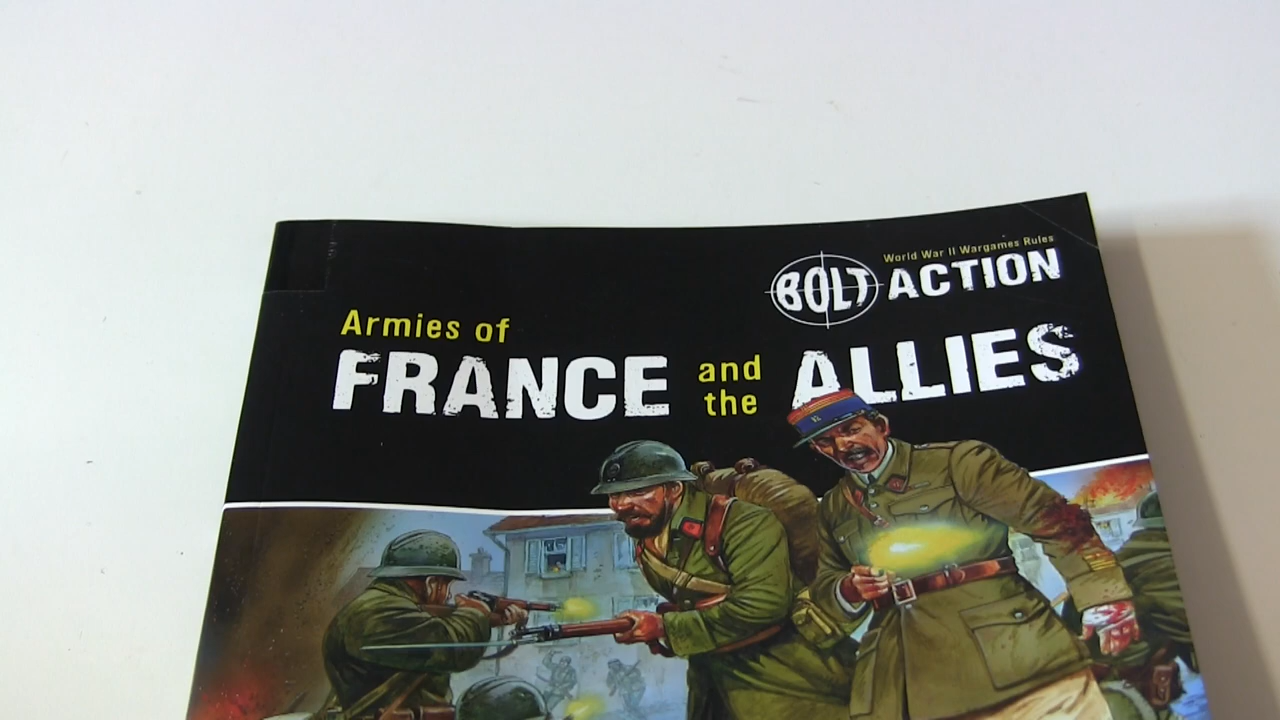 World War II Wargames Rules
BOLT ACTION
Armies of
FRANCE and the ALLIES